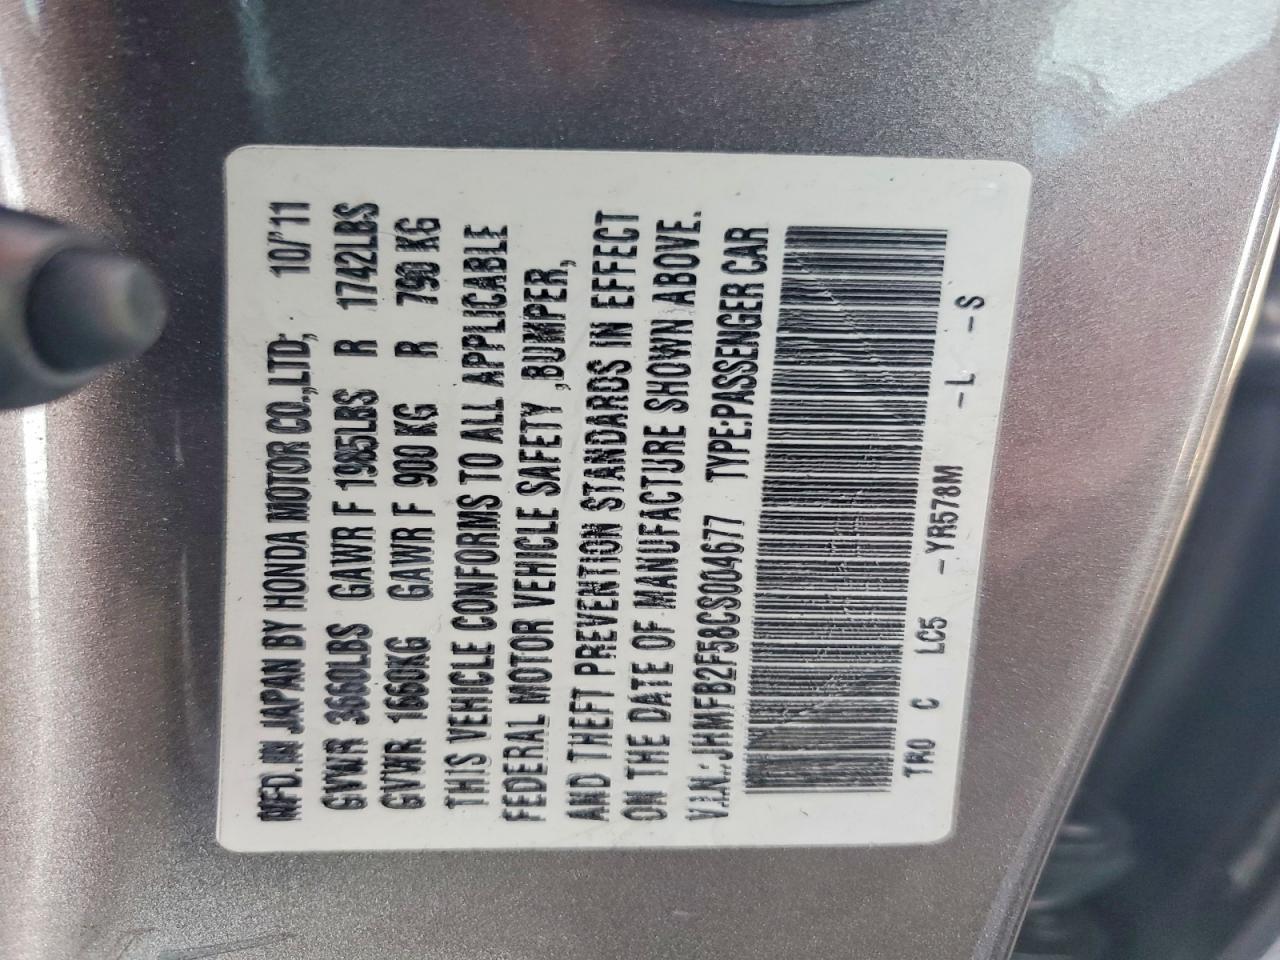 MFD.IN JAPAN BY HONDA MOTOR CO.,LTD; 10/'11
GVWR 3660LBS GAWR F 1985LBS R 1742LBS
GVWR 1660KG GAWR F 900 KG R 790 KG
THIS VEHICLE CONFORMS TO ALL APPLICABLE
FEDERAL MOTOR VEHICLE SAFETY ,BUMPER,
AND THEFT PREVENTION STANDARDS IN EFFECT
ON THE DATE OF MANUFACTURE SHOWN ABOVE.
V.I.N.: JHMFB2F58CS004677 TYPE:PASSENGER CAR
TR0 C LC5 -YR578M -L -S